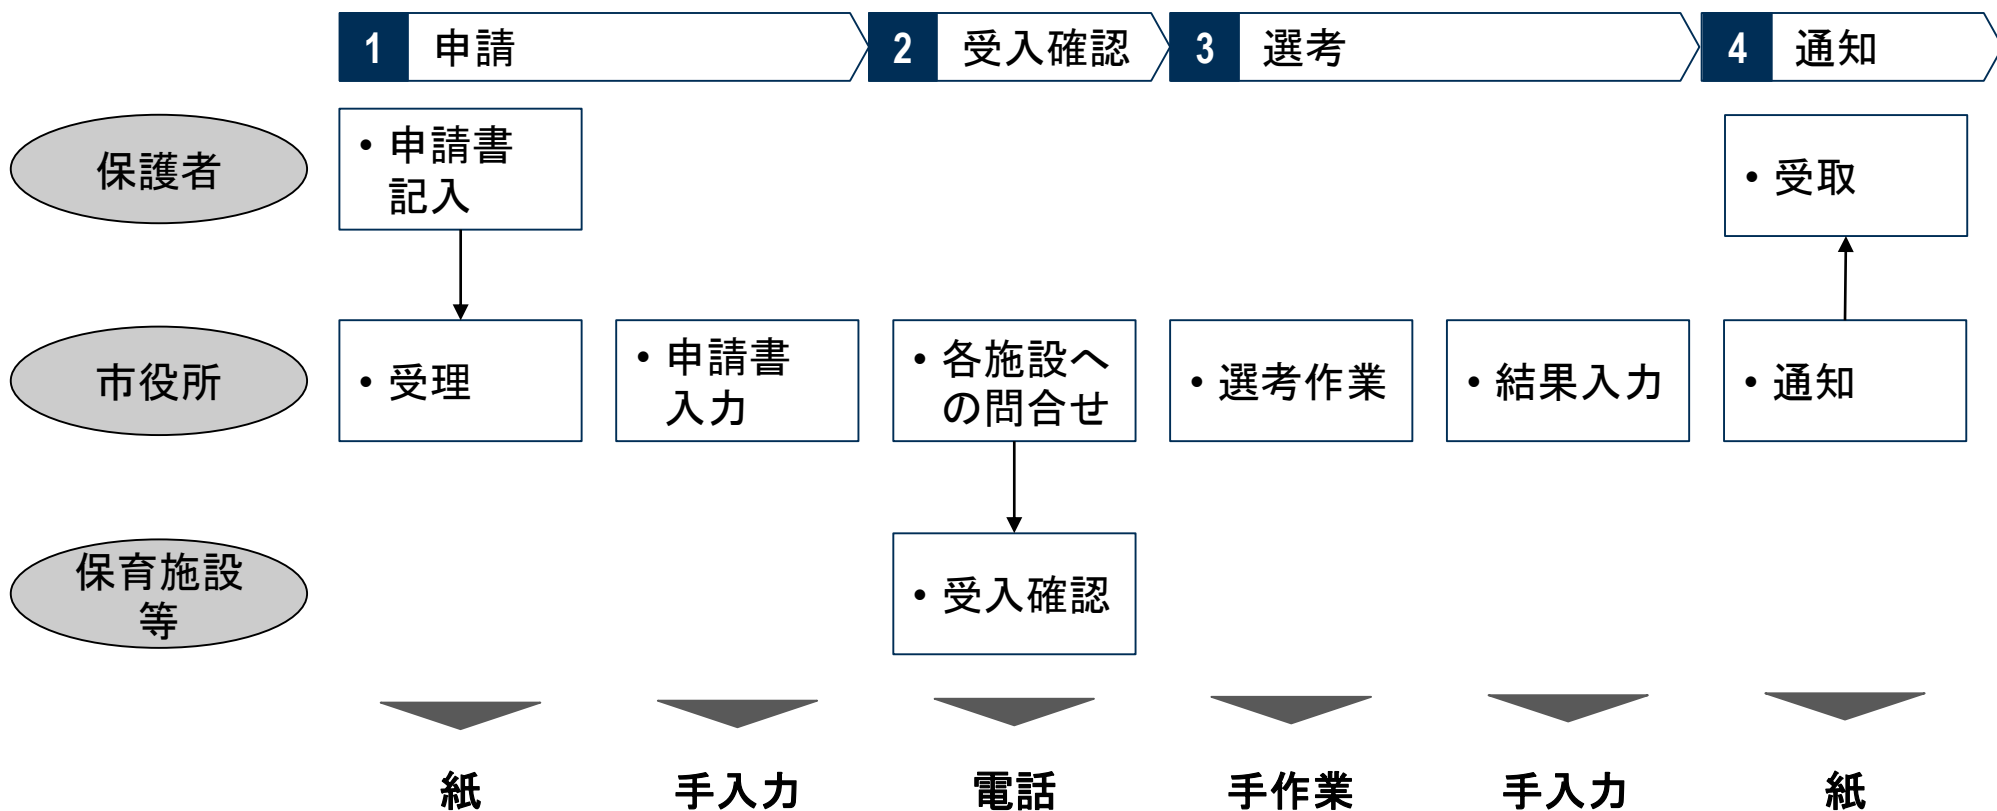 1 申請
2 受入確認
3 選考
4 通知
保護者
• 申請書
記入
• 受取
市役所
• 受理
• 申請書
入力
• 各施設へ
の問合せ
• 選考作業
• 結果入力
• 通知
保育施設
等
• 受入確認
紙
手入力
電話
手作業
手入力
紙